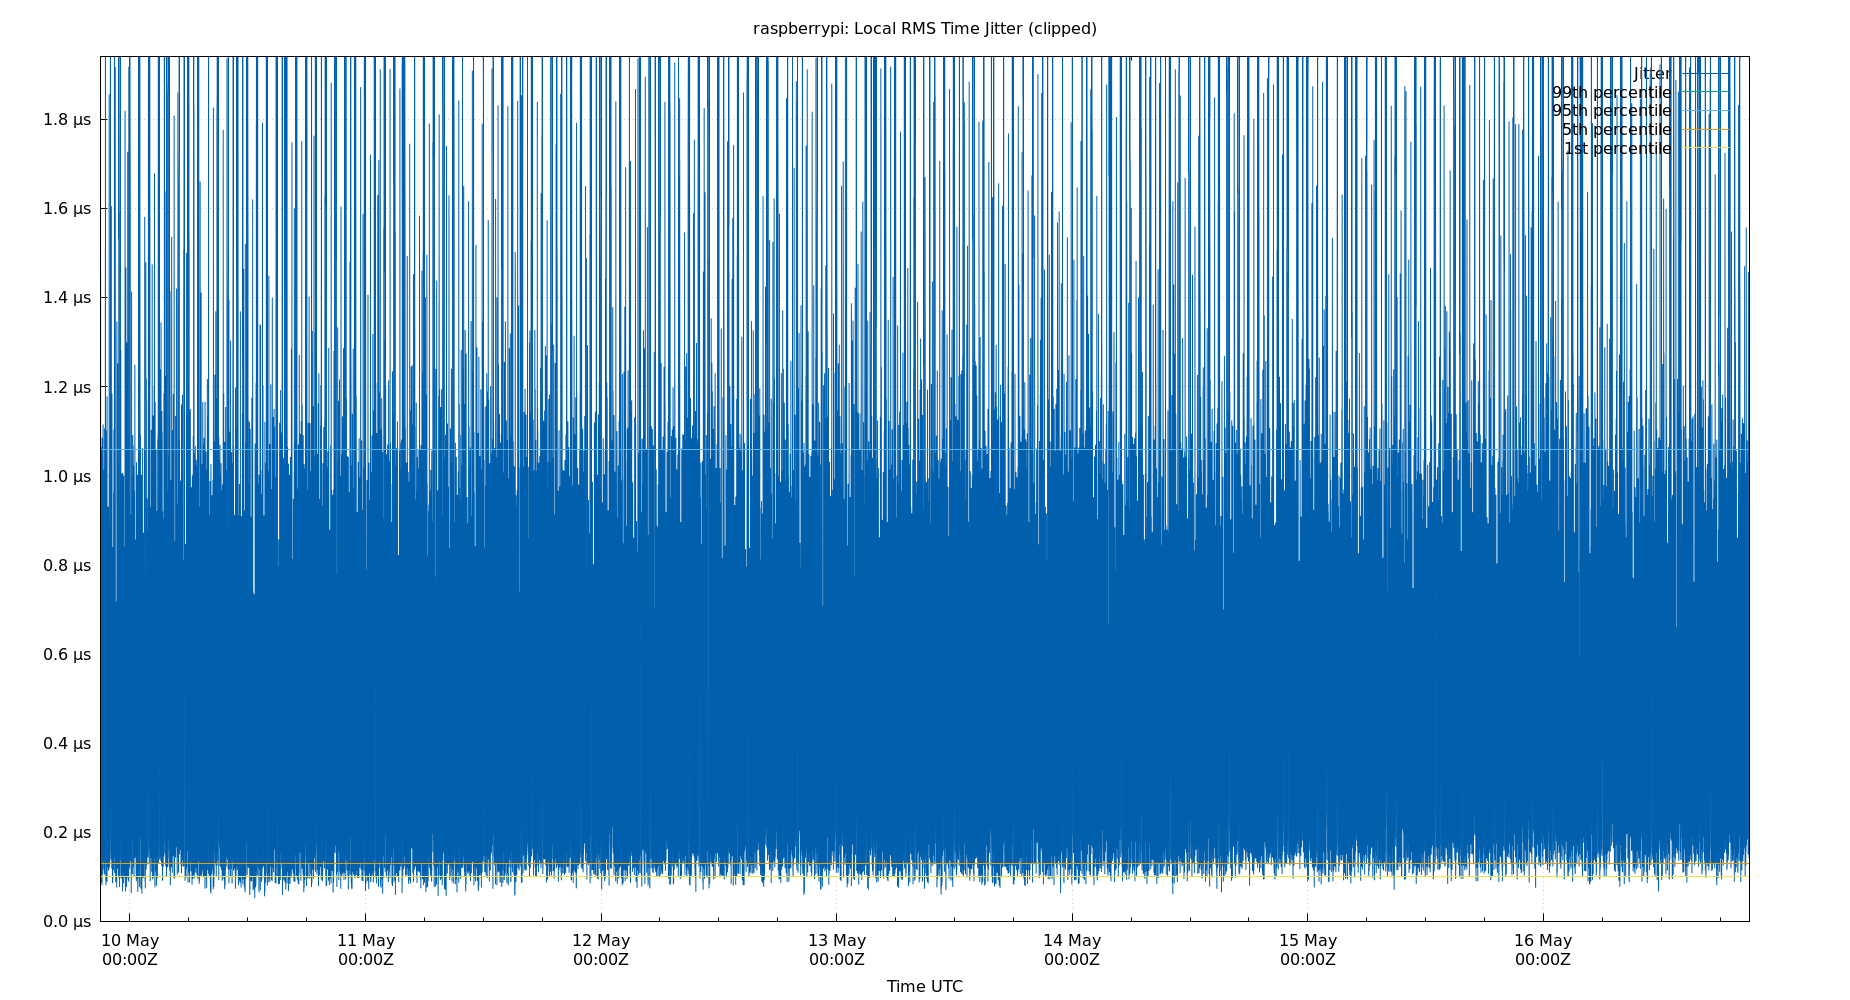 raspberrypi: Local RMS Time Jitter (clipped)
Jitter
99th percentile
95th percentile
5th percentile
1st percentile
1.8 µs
1.6 µs
1.4 µs
1.2 µs
1.0 µs
0.8 µs
0.6 µs
0.4 µs
0.2 µs
0.0 µs
10 May 11 May 12 May 13 May 14 May 15 May 16 May
00:00Z 00:00Z 00:00Z 00:00Z 00:00Z 00:00Z 00:00Z
Time UTC